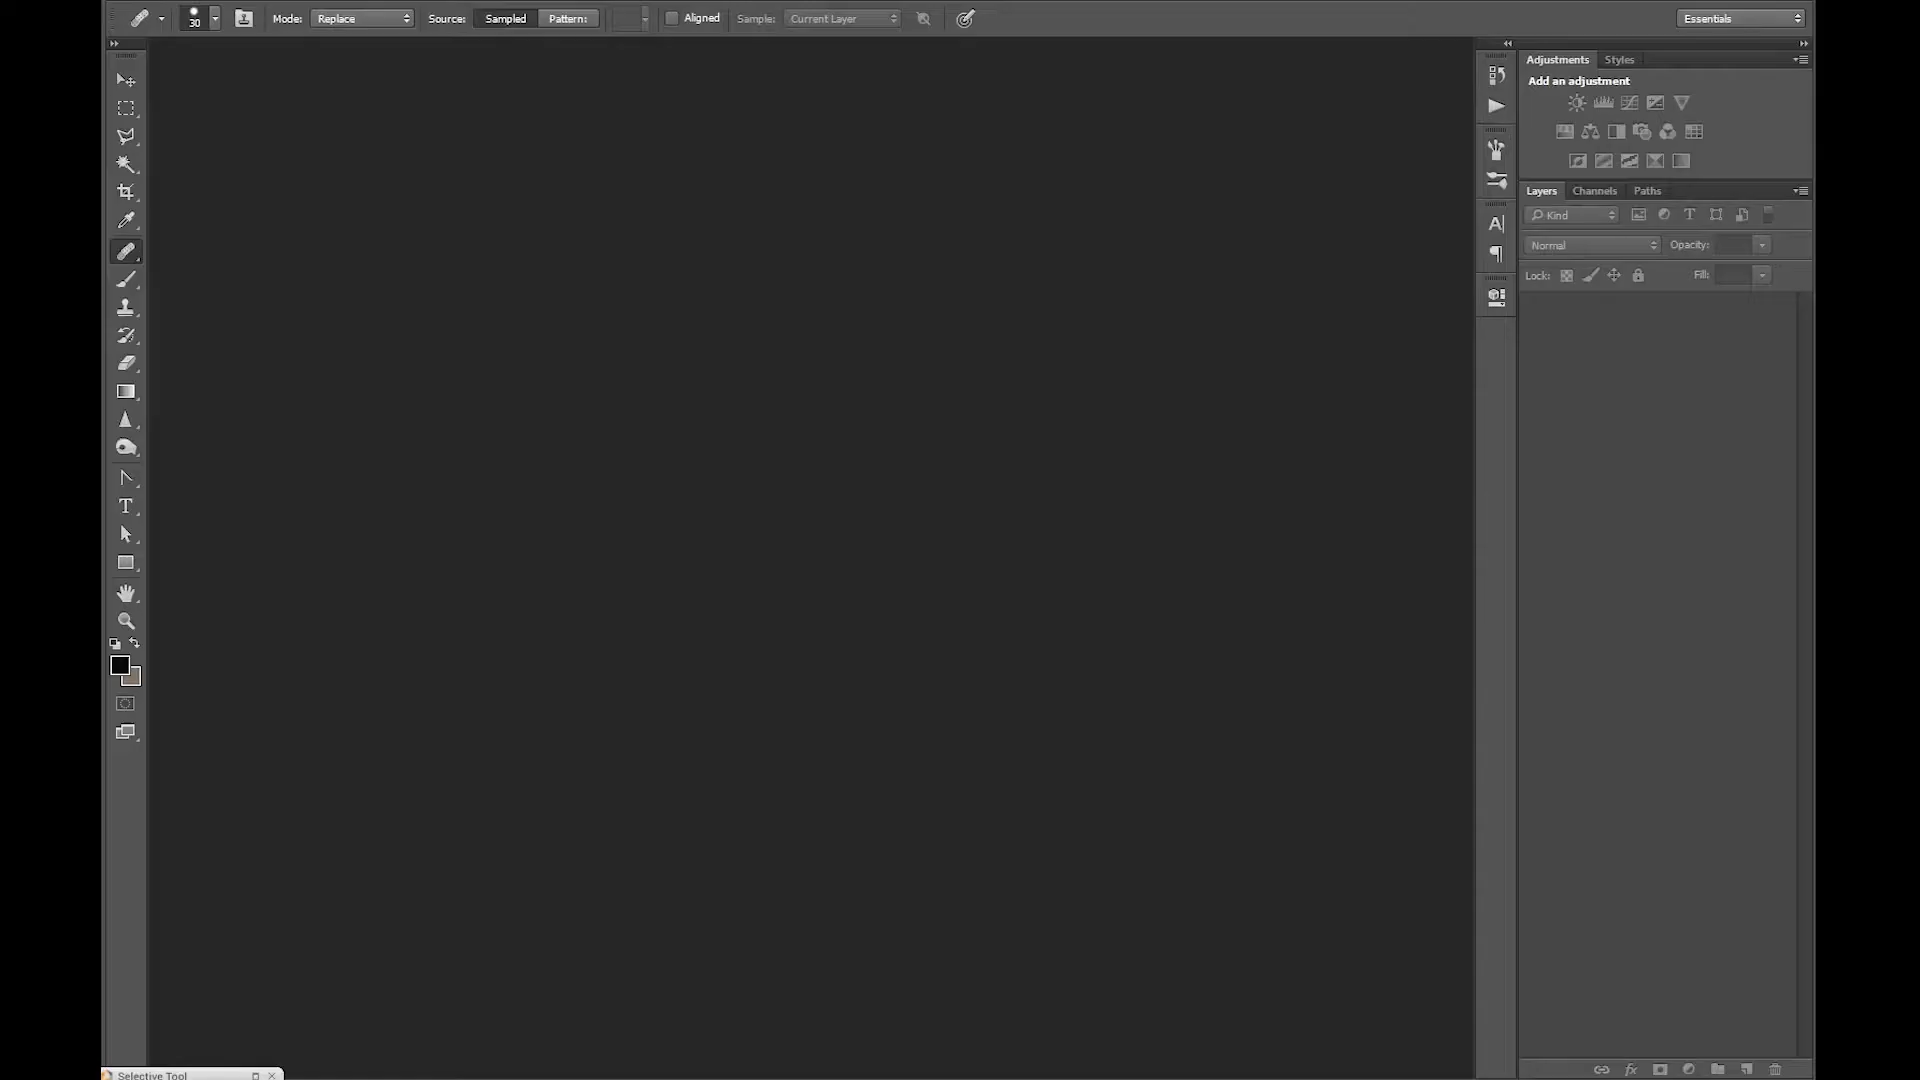 30 Mode: Replace Source: Sampled Pattern: Aligned Sample: Current Layer Essentials
Adjustments Styles
Add an adjustment
Layers Channels Paths
Kind
Normal Opacity:
Lock: Fill:
Selective Tool